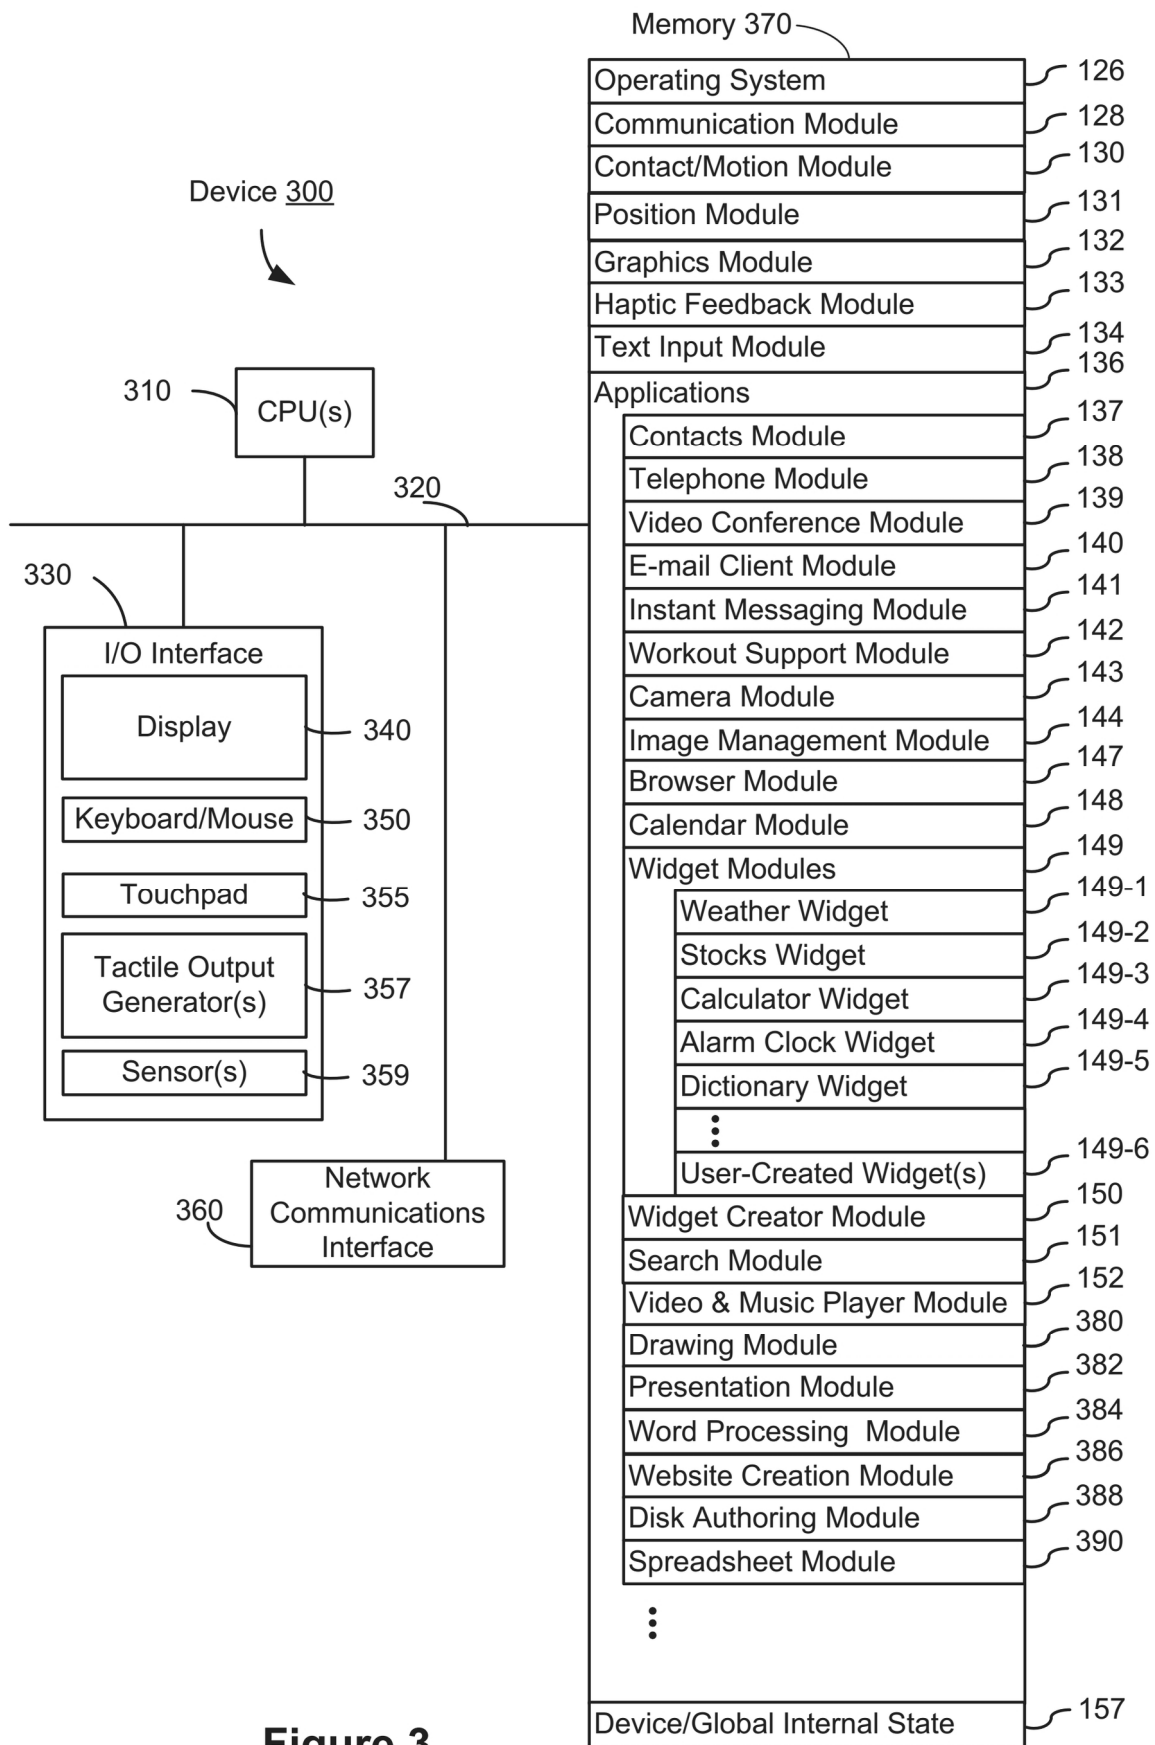 Memory 370
Operating System 126
Communication Module 128
Contact/Motion Module 130
Position Module 131
Graphics Module 132
Haptic Feedback Module 133
Text Input Module 134
Applications 136
Contacts Module 137
Telephone Module 138
Video Conference Module 139
E-mail Client Module 140
Instant Messaging Module 141
Workout Support Module 142
Camera Module 143
Image Management Module 144
Browser Module 147
Calendar Module 148
Widget Modules 149
Weather Widget 149-1
Stocks Widget 149-2
Calculator Widget 149-3
Alarm Clock Widget 149-4
Dictionary Widget 149-5
User-Created Widget(s) 149-6
Widget Creator Module 150
Search Module 151
Video & Music Player Module 152
Drawing Module 380
Presentation Module 382
Word Processing Module 384
Website Creation Module 386
Disk Authoring Module 388
Spreadsheet Module 390
Device/Global Internal State 157
Device 300
310
CPU(s)
320
330
I/O Interface
Display 340
Keyboard/Mouse 350
Touchpad 355
Tactile Output
Generator(s) 357
Sensor(s) 359
360
Network
Communications
Interface
Figure 3